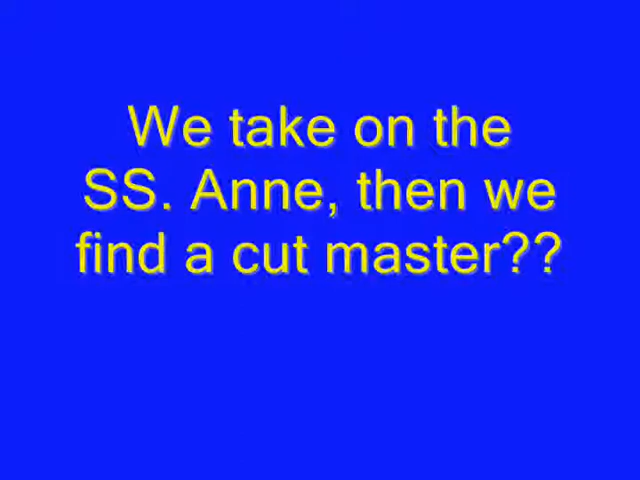 We take on the
SS. Anne, then we
find a cut master??